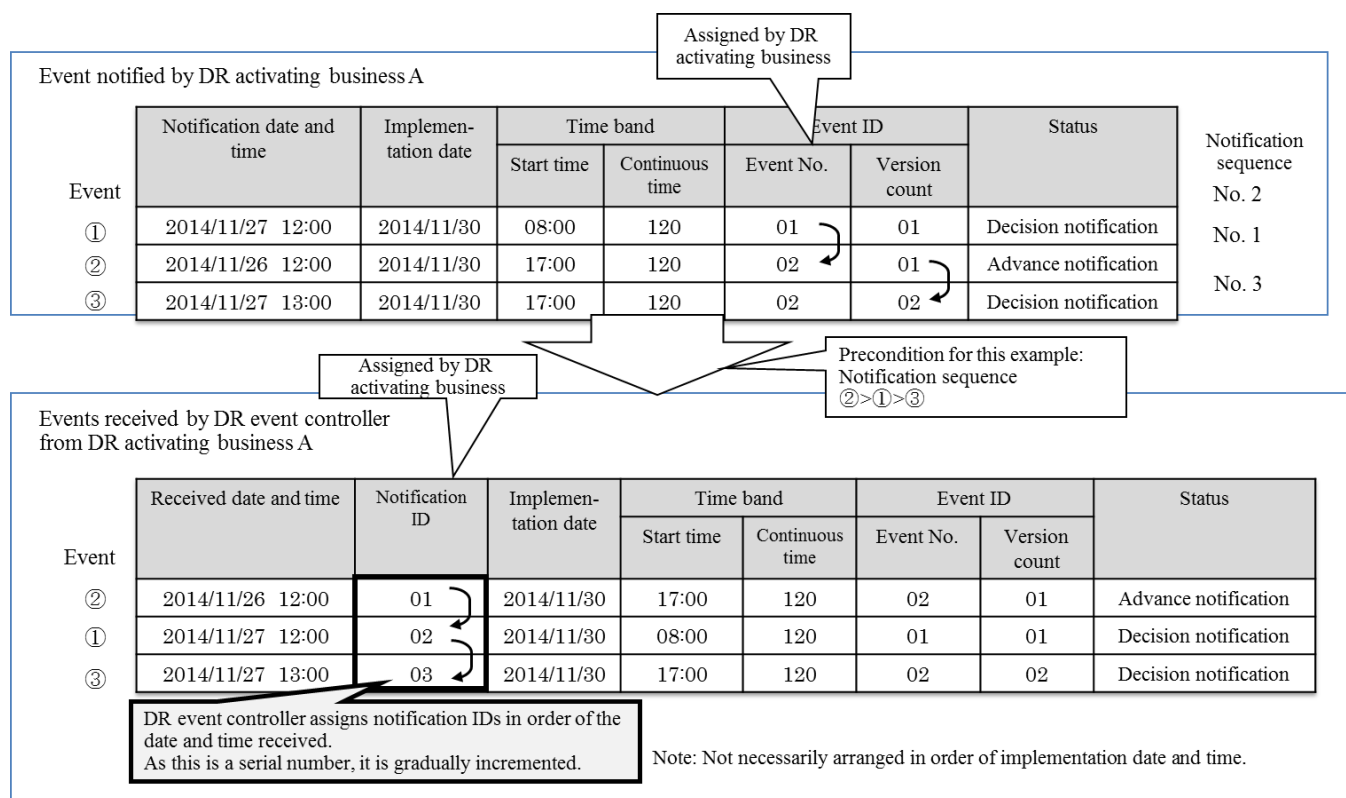 Assigned by DR
activating business
Event notified by DR activating business A
Notification date and
time
Implemen-
tation date
Time band
Event ID
Status
Start time
Continuous
time
Event No.
Version
count
Notification
sequence
Event
No. 2
① 2014/11/27 12:00 2014/11/30 08:00 120 01 01 Decision notification No. 1
② 2014/11/26 12:00 2014/11/30 17:00 120 02 01 Advance notification
③ 2014/11/27 13:00 2014/11/30 17:00 120 02 02 Decision notification No. 3
Precondition for this example:
Notification sequence
②>①>③
Assigned by DR
activating business
Events received by DR event controller
from DR activating business A
Received date and time
Notification
ID
Implemen-
tation date
Time band
Event ID
Status
Start time
Continuous
time
Event No.
Version
count
Event
② 2014/11/26 12:00 01 2014/11/30 17:00 120 02 01 Advance notification
① 2014/11/27 12:00 02 2014/11/30 08:00 120 01 01 Decision notification
③ 2014/11/27 13:00 03 2014/11/30 17:00 120 02 02 Decision notification
DR event controller assigns notification IDs in order of the
date and time received.
As this is a serial number, it is gradually incremented.
Note: Not necessarily arranged in order of implementation date and time.